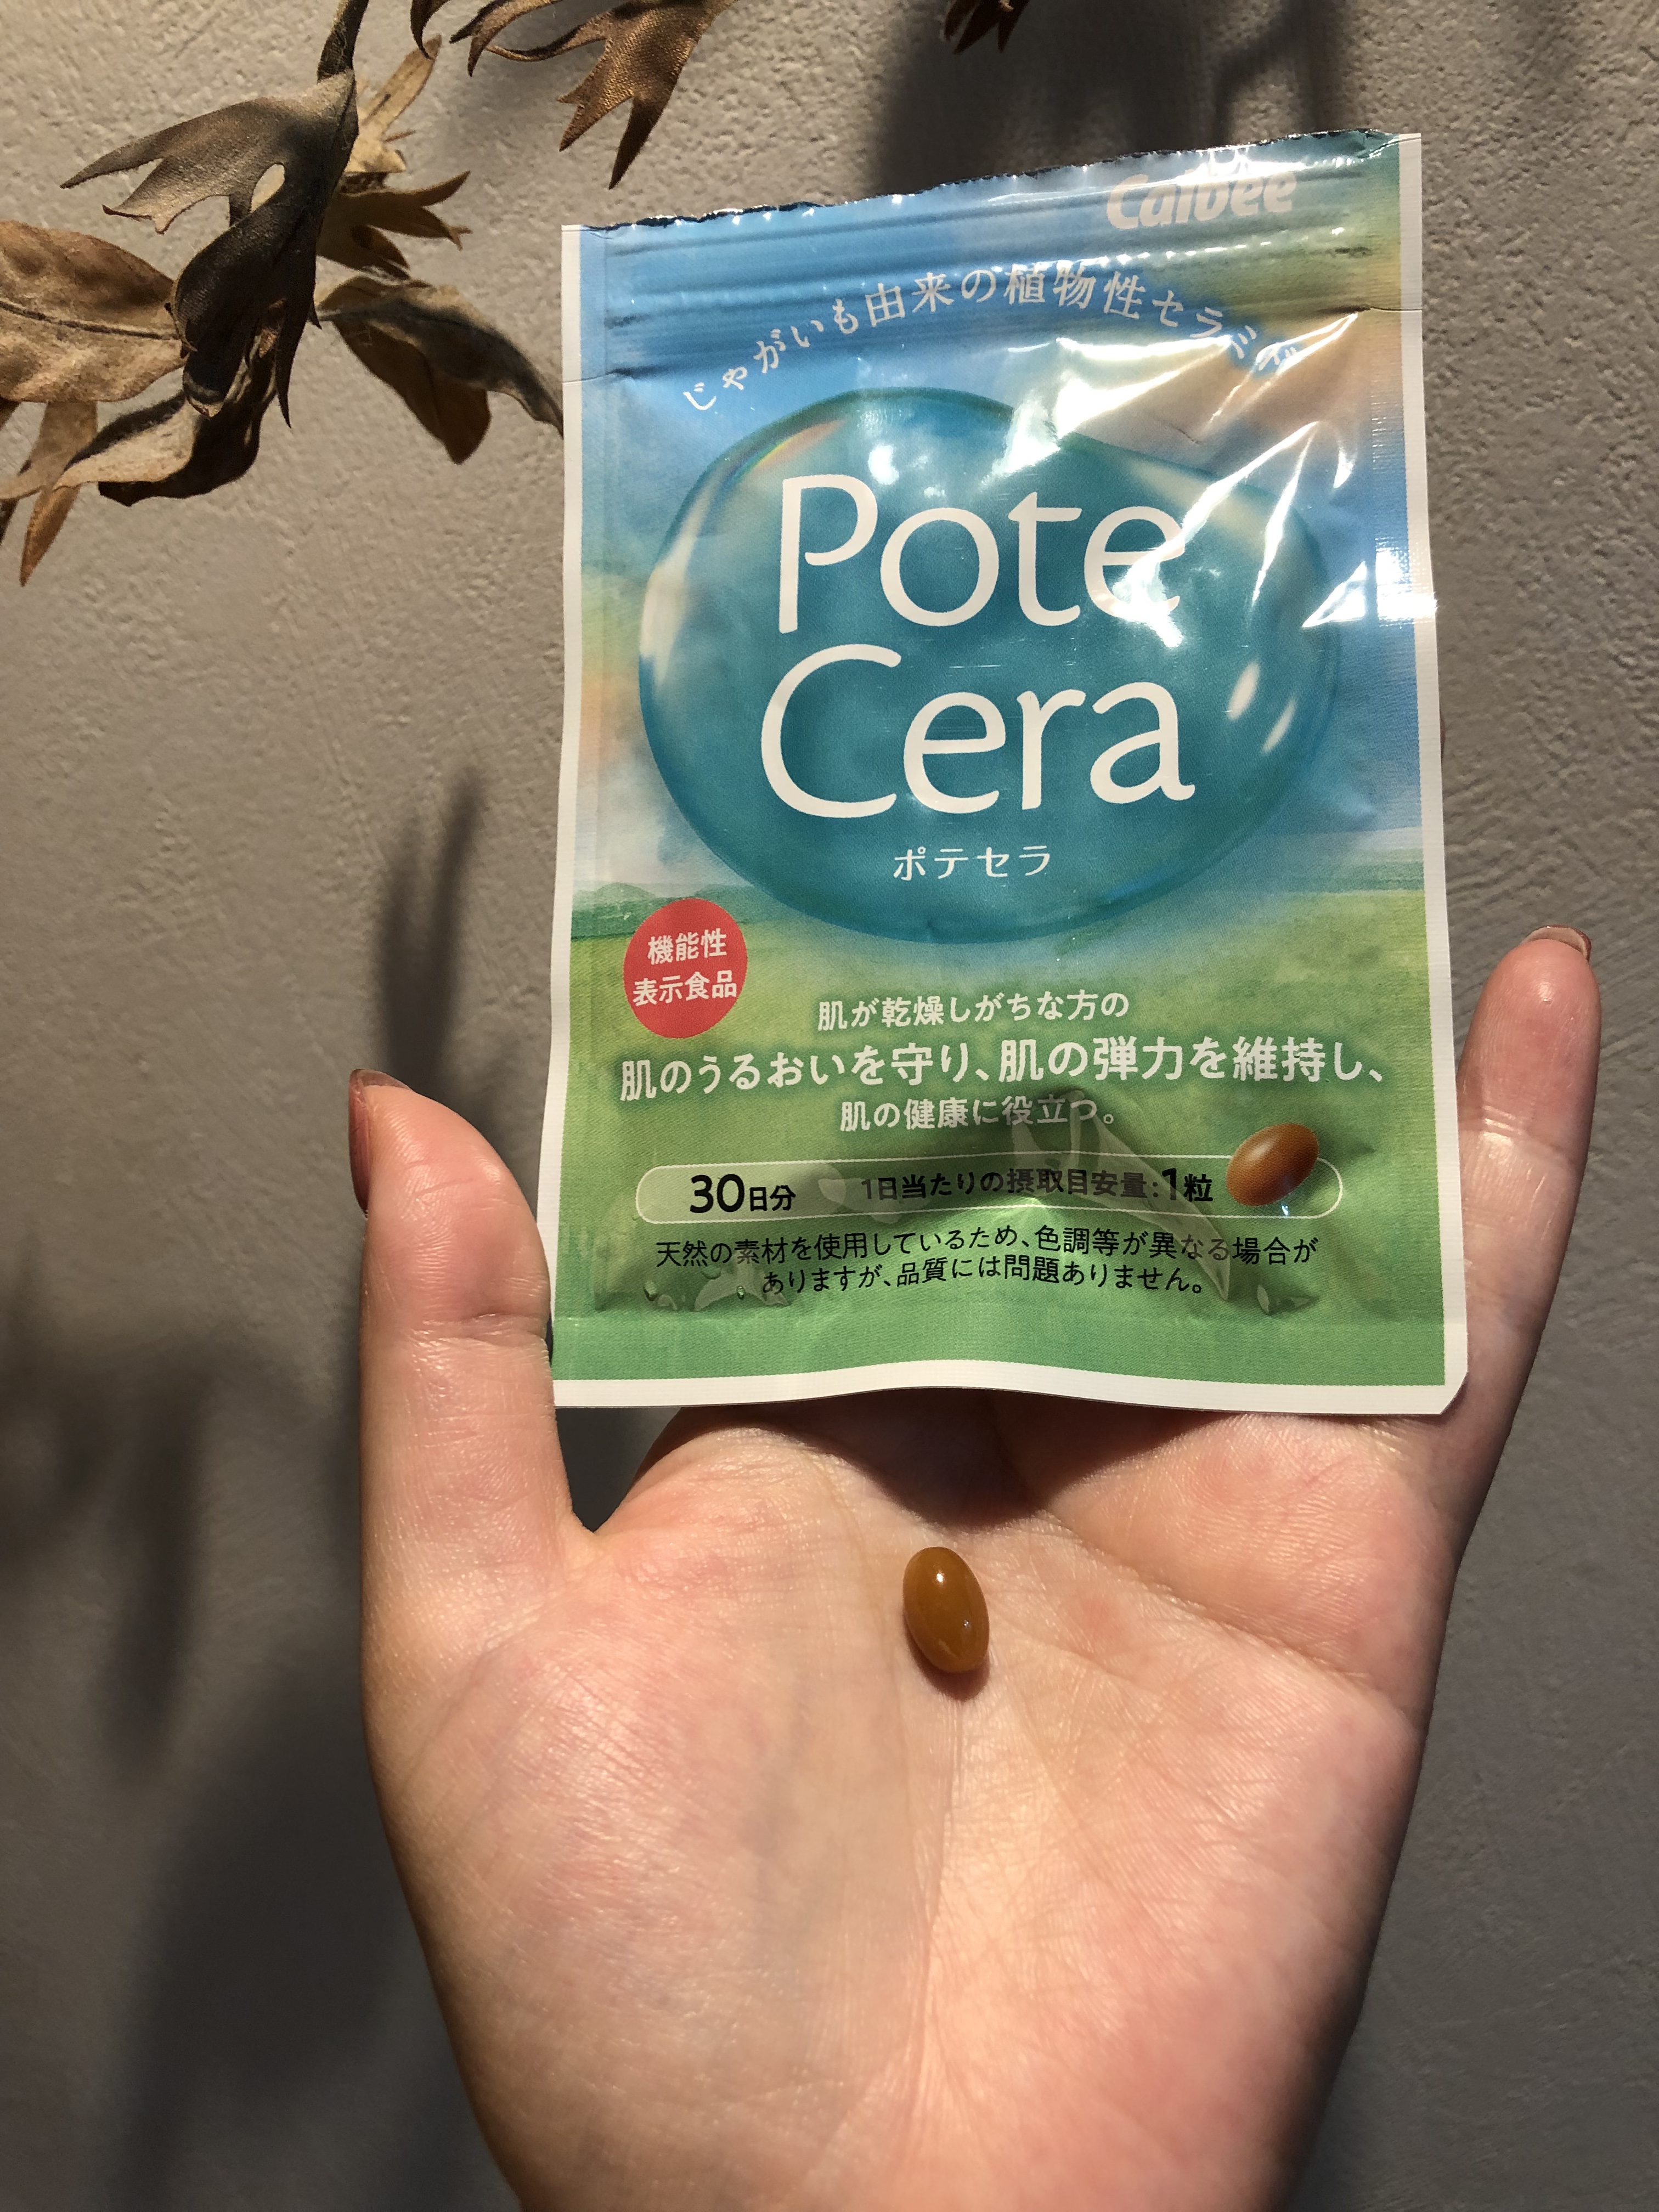 Calbee
じゃがいも由来の植物性セラミド
Pote
Cera
ポテセラ
機能性
表示食品
肌が乾燥しがちな方の
肌のうるおいを守り、肌の弾力を維持し、
肌の健康に役立つ。
30日分 1日当たりの摂取目安量:1粒
天然の素材を使用しているため、色調等が異なる場合が
ありますが、品質には問題ありません。